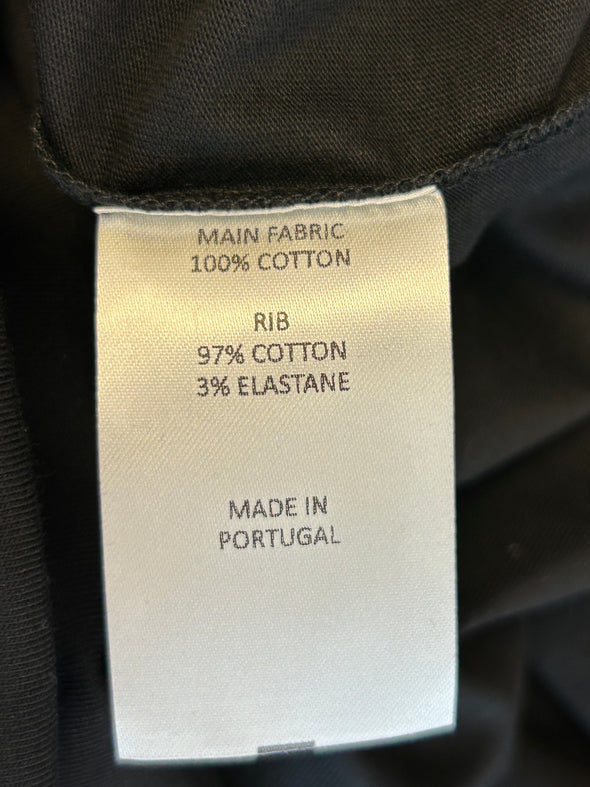 MAIN FABRIC
100% COTTON
RIB
97% COTTON
3% ELASTANE
MADE IN
PORTUGAL